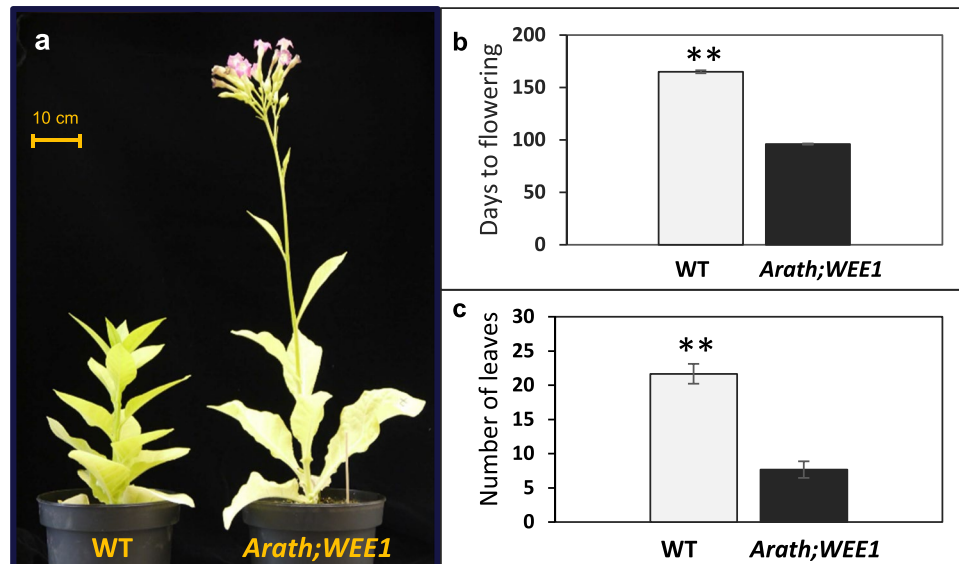 a
10 cm
WT Arath;WEE1
b
Days to flowering
200
150
100
50
0
**
WT Arath;WEE1
c
Number of leaves
30
25
20
15
10
5
0
**
WT Arath;WEE1